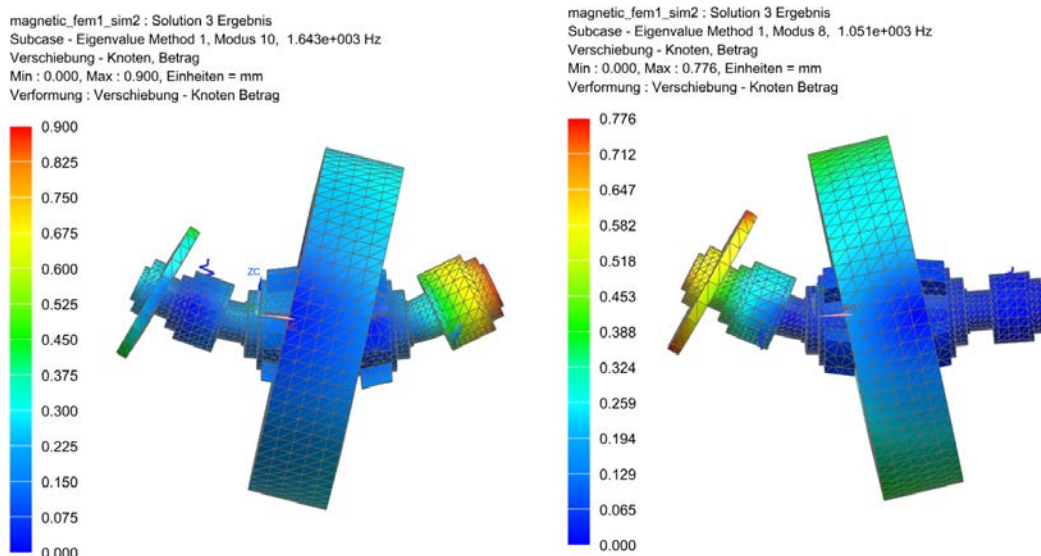 magnetic_fem1_sim2 : Solution 3 Ergebnis
Subcase - Eigenvalue Method 1, Modus 10, 1.643e+003 Hz
Verschiebung - Knoten, Betrag
Min : 0.000, Max : 0.900, Einheiten = mm
Verformung : Verschiebung - Knoten Betrag
0.900
0.825
0.750
0.675
0.600
0.525
0.450
0.375
0.300
0.225
0.150
0.075
0.000
ZC
magnetic_fem1_sim2 : Solution 3 Ergebnis
Subcase - Eigenvalue Method 1, Modus 8, 1.051e+003 Hz
Verschiebung - Knoten, Betrag
Min : 0.000, Max : 0.776, Einheiten = mm
Verformung : Verschiebung - Knoten Betrag
0.776
0.712
0.647
0.582
0.518
0.453
0.388
0.324
0.259
0.194
0.129
0.065
0.000